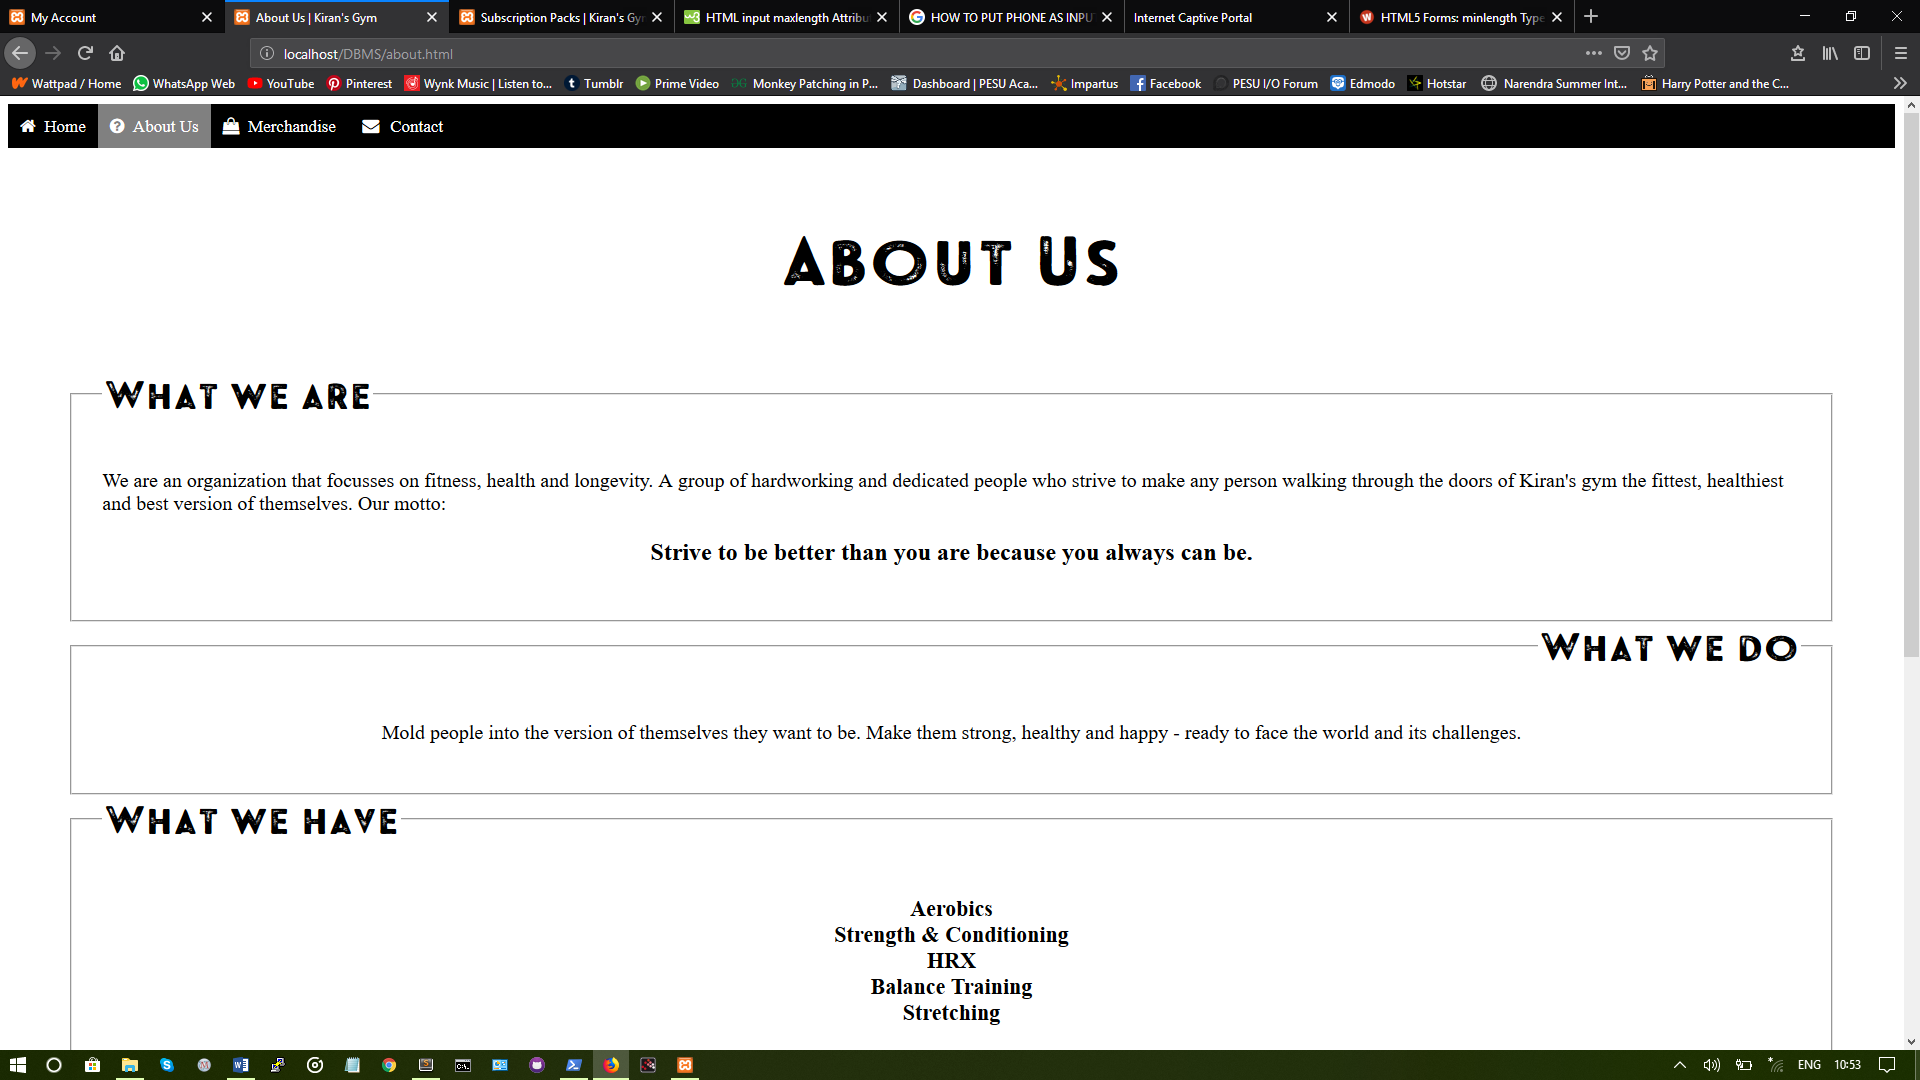 My Account
About Us | Kiran's Gym
Subscription Packs | Kiran's Gy
HTML input maxlength Attribu
HOW TO PUT PHONE AS INPU
Internet Captive Portal
HTML5 Forms: minlength Type
localhost/DBMS/about.html
Wattpad / Home
WhatsApp Web
YouTube
Pinterest
Wynk Music | Listen to...
Tumblr
Prime Video
Monkey Patching in P...
Dashboard | PESU Aca...
Impartus
Facebook
PESU I/O Forum
Edmodo
Hotstar
Narendra Summer Int...
Harry Potter and the C...
Home
About Us
Merchandise
Contact
About Us
What we are
We are an organization that focusses on fitness, health and longevity. A group of hardworking and dedicated people who strive to make any person walking through the doors of Kiran's gym the fittest, healthiest
and best version of themselves. Our motto:
Strive to be better than you are because you always can be.
What we do
Mold people into the version of themselves they want to be. Make them strong, healthy and happy - ready to face the world and its challenges.
What we have
Aerobics
Strength & Conditioning
HRX
Balance Training
Stretching
ENG
10:53